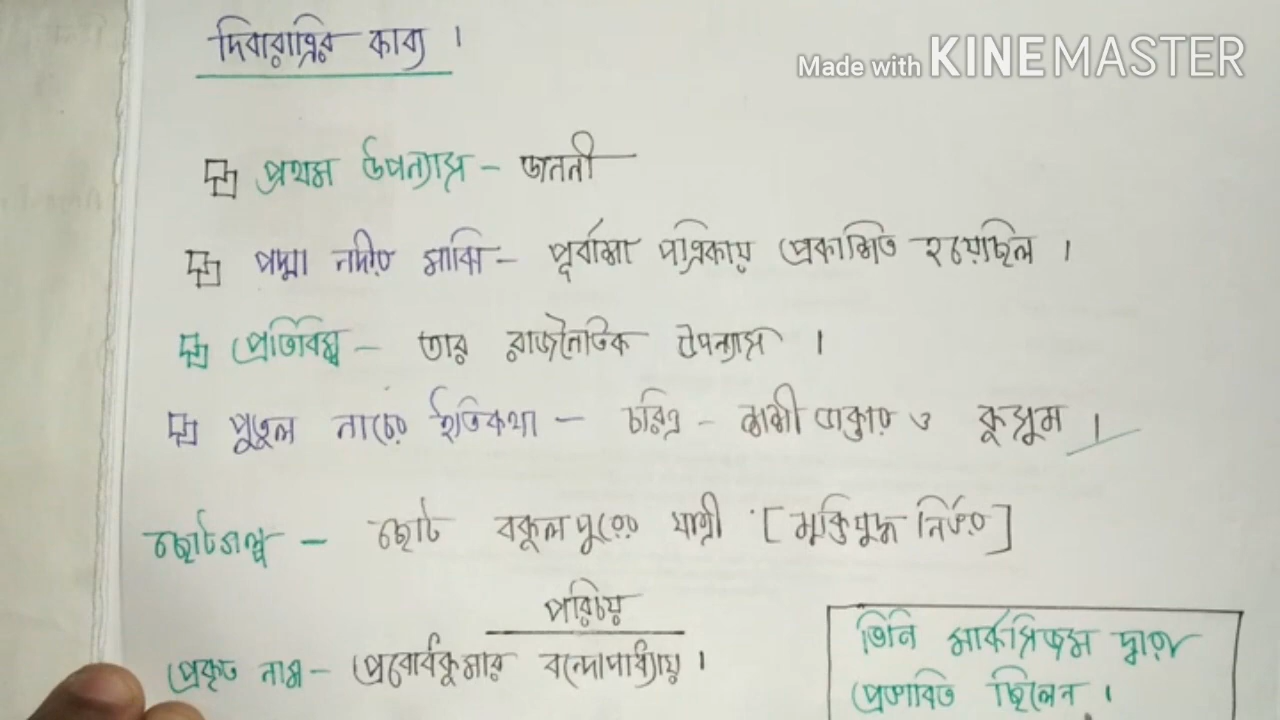 দিবারাত্রির কাব্য ।
Made with KINEMASTER
প্রথম উপন্যাস - জননী
পদ্মা নদীর মাঝি - পূর্বাশা পত্রিকায় প্রকাশিত হয়েছিল ।
প্রতিবিম্ব - তার রাজনৈতিক উপন্যাস ।
পুতুল নাচের ইতিকথা - চরিত্র - শশী ডাক্তার ও কুসুম ।
ছোটগল্প - ছোট বকুলপুরের যাত্রী [মুক্তিযুদ্ধ নির্ভর]
পরিচয়
প্রকৃত নাম - প্রবোধকুমার বন্দোপাধ্যায় ।
তিনি মার্কসিজম দ্বারা
প্রভাবিত ছিলেন ।